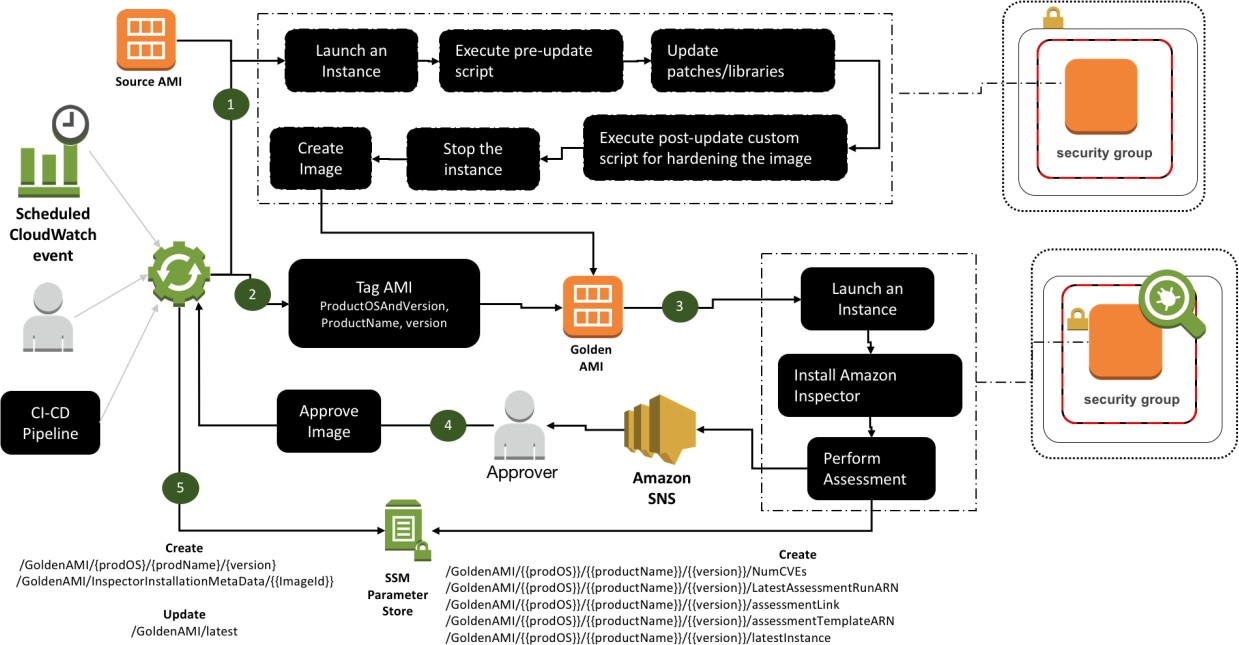 Source AMI
1
Launch an
Instance
Execute pre-update
script
Update
patches/libraries
Create
Image
Stop the
instance
Execute post-update custom
script for hardening the image
security group
Scheduled
CloudWatch
event
2
Tag AMI
ProductOSAndVersion,
ProductName, version
Golden
AMI
3
Launch an
Instance
Install Amazon
Inspector
Perform
Assessment
security group
CI-CD
Pipeline
Approve
Image
4
Approver
Amazon
SNS
5
Create
/GoldenAMI/{prodOS}/{prodName}/{version}
/GoldenAMI/InspectorInstallationMetaData/{{ImageId}}
Update
/GoldenAMI/latest
SSM
Parameter
Store
Create
/GoldenAMI/{{prodOS}}/{{productName}}/{{version}}/NumCVEs
/GoldenAMI/{{prodOS}}/{{productName}}/{{version}}/LatestAssessmentRunARN
/GoldenAMI/{{prodOS}}/{{productName}}/{{version}}/assessmentLink
/GoldenAMI/{{prodOS}}/{{productName}}/{{version}}/assessmentTemplateARN
/GoldenAMI/{{prodOS}}/{{productName}}/{{version}}/latestInstance